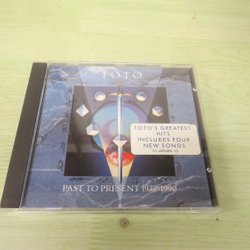 TOTO
TOTO'S GREATEST
HITS
INCLUDES FOUR
NEW SONGS
PAST TO PRESENT 1977-1990